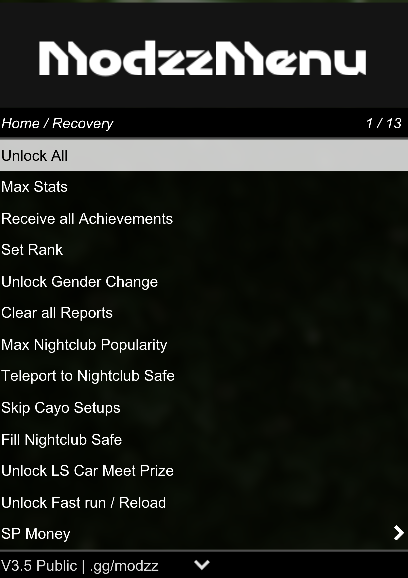 ModzzMenu
Home / Recovery 1 / 13
Unlock All
Max Stats
Receive all Achievements
Set Rank
Unlock Gender Change
Clear all Reports
Max Nightclub Popularity
Teleport to Nightclub Safe
Skip Cayo Setups
Fill Nightclub Safe
Unlock LS Car Meet Prize
Unlock Fast run / Reload
SP Money
V3.5 Public | .gg/modzz